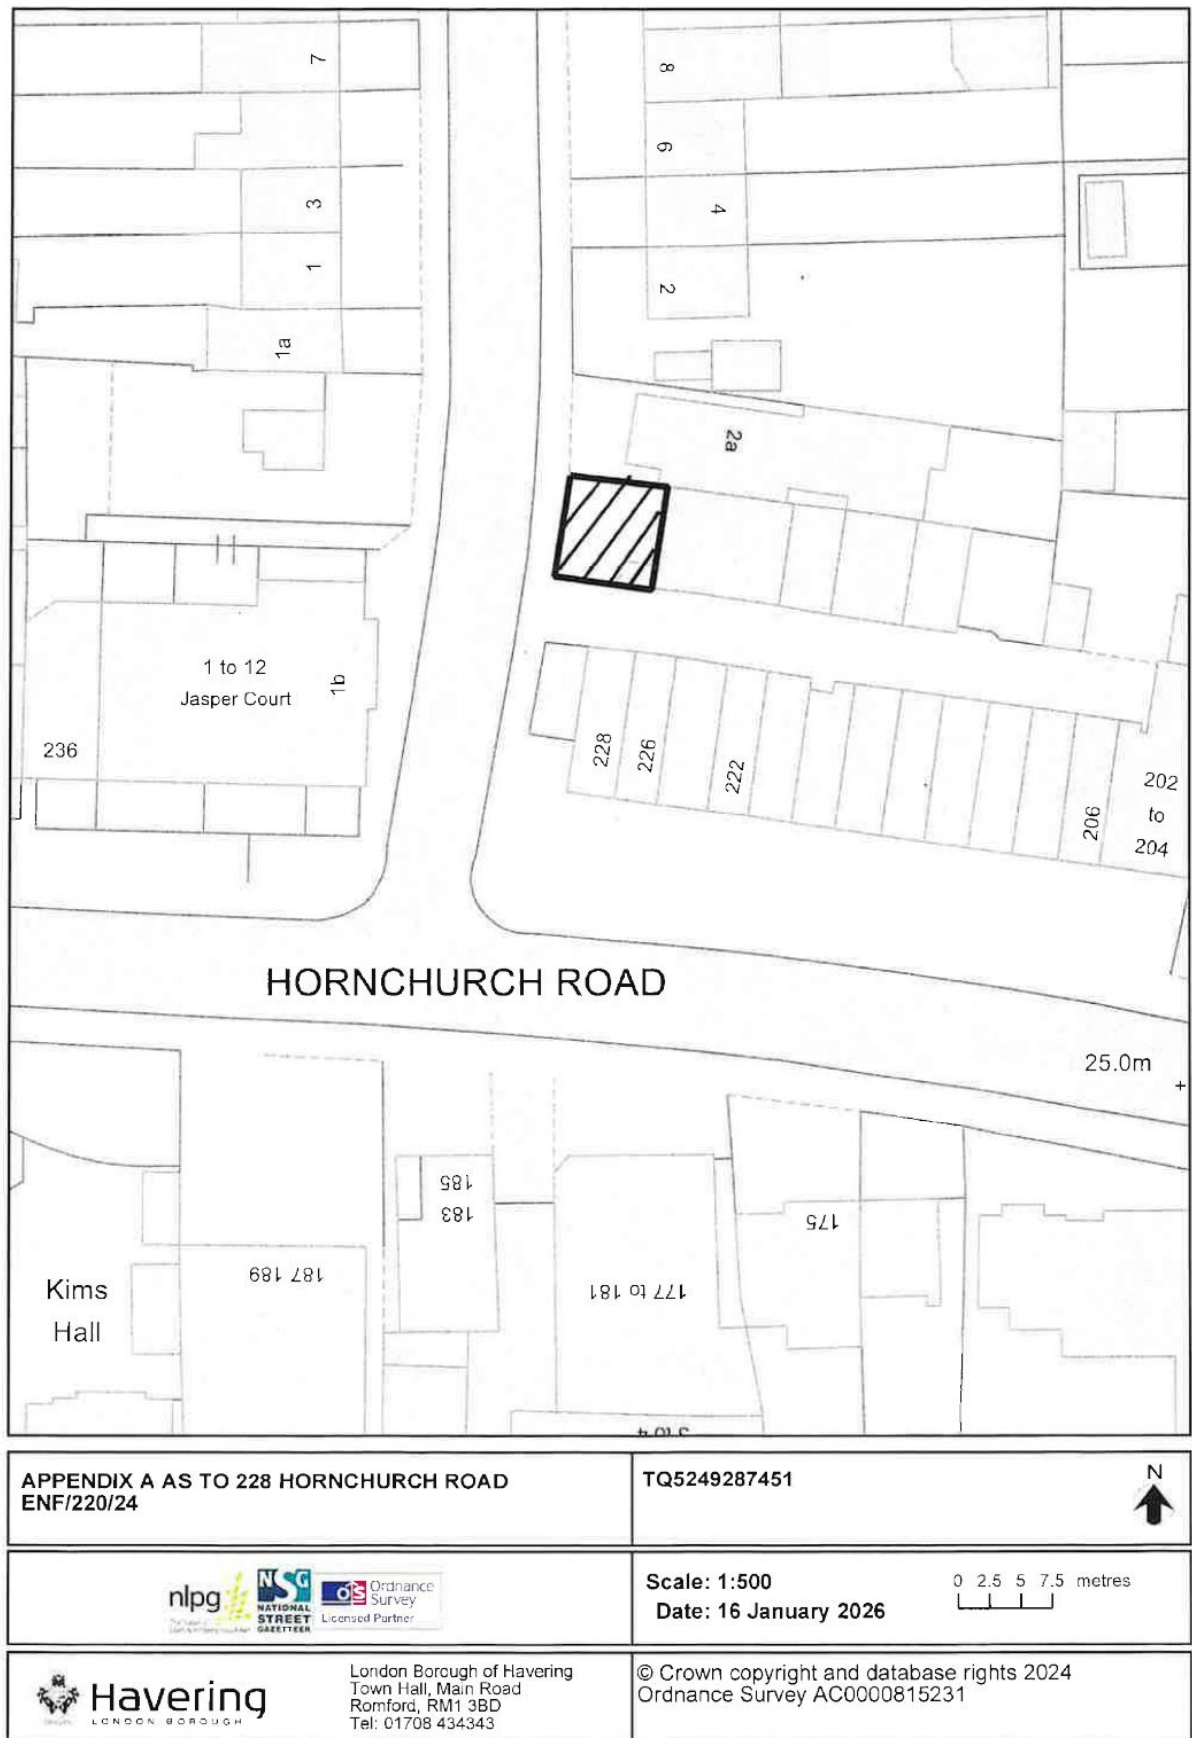 7
8
6
3
4
1
2
1a
2a
1 to 12
Jasper Court
1b
236
228
226
222
206
202
to
204
HORNCHURCH ROAD
25.0m
185
183
175
187 189
177 to 181
Kims
Hall
APPENDIX A AS TO 228 HORNCHURCH ROAD
ENF/220/24
TQ5249287451
N
nlpg
NSG
NATIONAL
STREET
GAZETTEER
Ordnance
Survey
Licensed Partner
Scale: 1:500
Date: 16 January 2026
0 2.5 5 7.5 metres
Havering
LONDON BOROUGH
London Borough of Havering
Town Hall, Main Road
Romford, RM1 3BD
Tel: 01708 434343
© Crown copyright and database rights 2024
Ordnance Survey AC0000815231